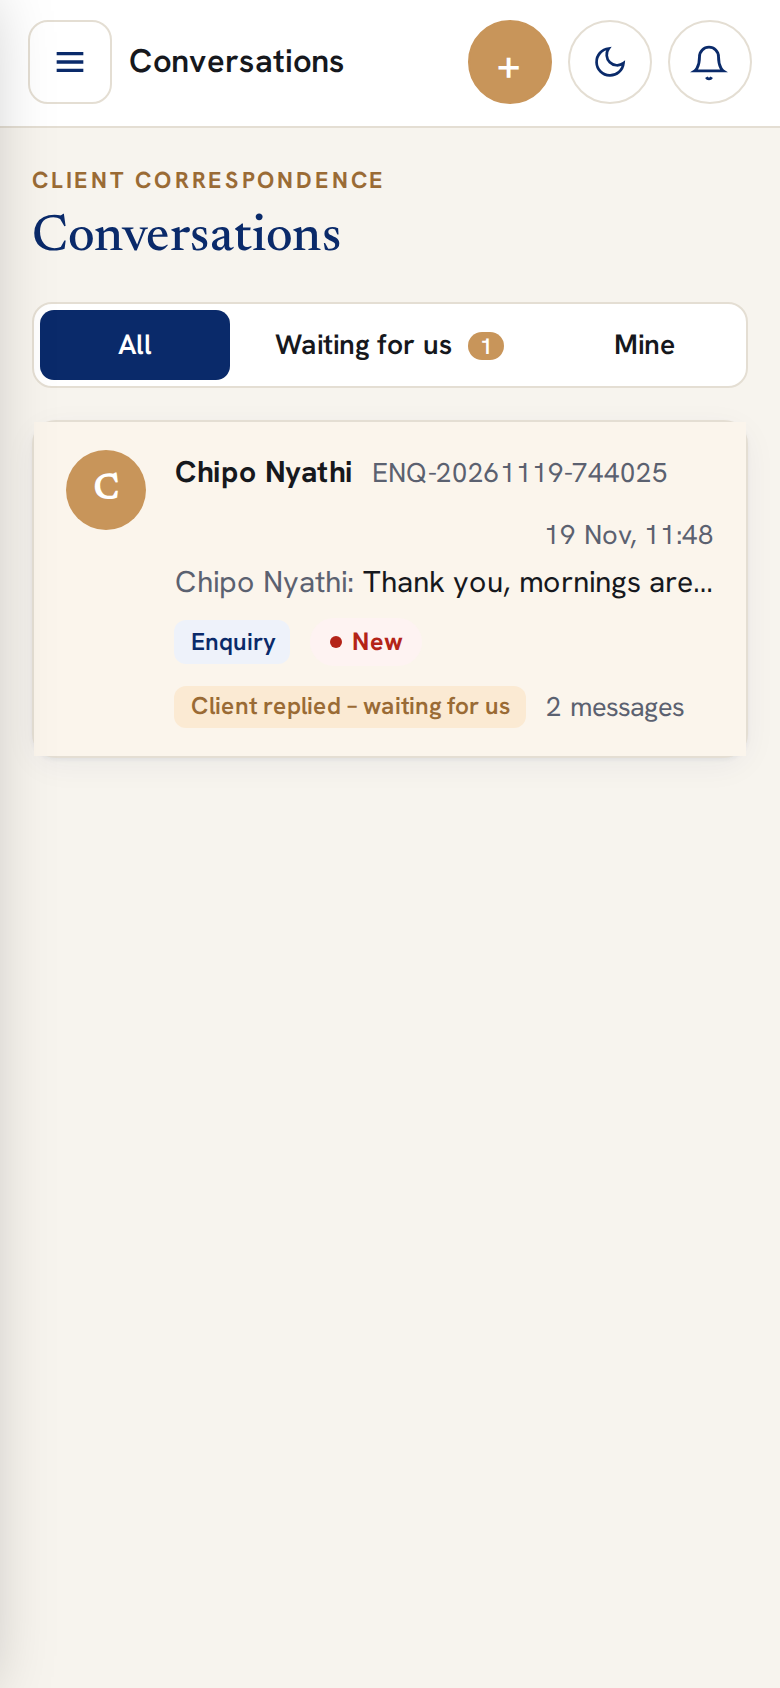 Conversations
+
CLIENT CORRESPONDENCE
Conversations
All Waiting for us 1 Mine
C
Chipo Nyathi ENQ-20261119-744025
19 Nov, 11:48
Chipo Nyathi: Thank you, mornings are...
Enquiry New
Client replied – waiting for us 2 messages